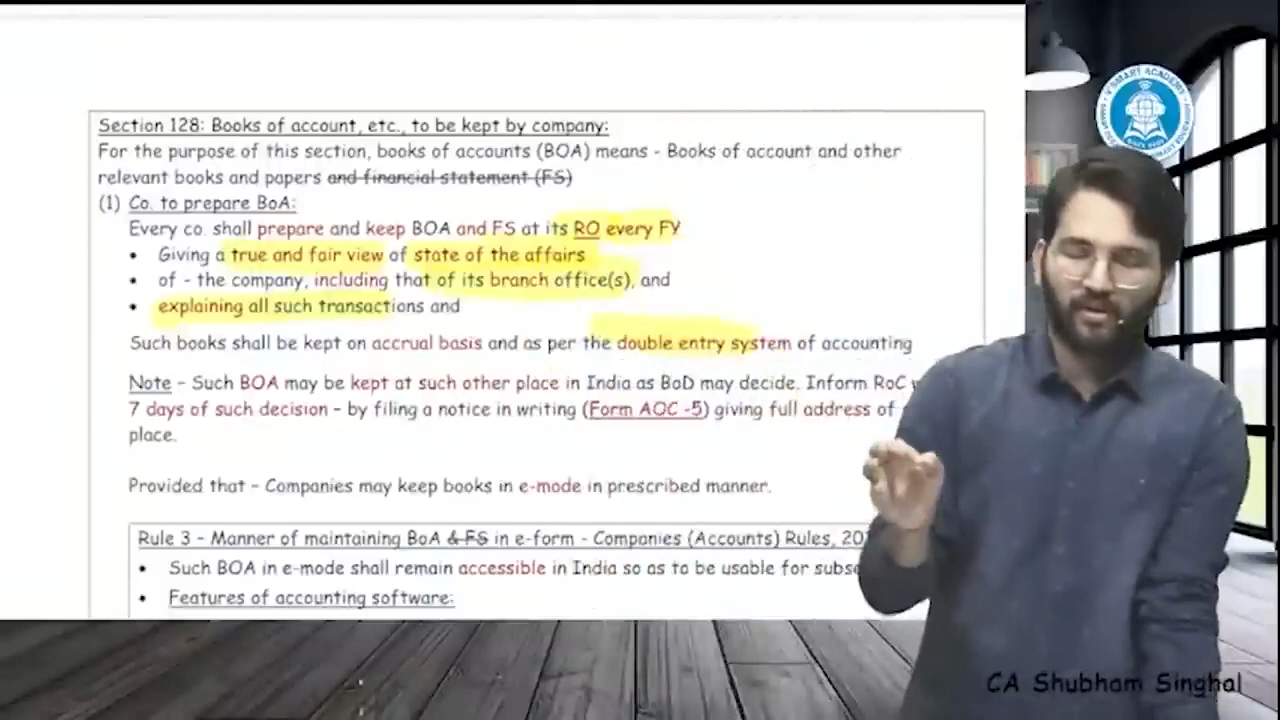 Section 128: Books of account, etc., to be kept by company:
For the purpose of this section, books of accounts (BOA) means - Books of account and other
relevant books and papers and financial statement (FS)
(1) Co. to prepare BoA:
Every co. shall prepare and keep BOA and FS at its RO every FY
• Giving a true and fair view of state of the affairs
• of - the company, including that of its branch office(s), and
• explaining all such transactions and
Such books shall be kept on accrual basis and as per the double entry system of accounting
Note – Such BOA may be kept at such other place in India as BoD may decide. Inform RoC
7 days of such decision – by filing a notice in writing (Form AOC -5) giving full address of
place.
Provided that – Companies may keep books in e-mode in prescribed manner.
Rule 3 – Manner of maintaining BoA & FS in e-form - Companies (Accounts) Rules,
• Such BOA in e-mode shall remain accessible in India so as to be usable for
• Features of accounting software:
V'SMART ACADEMY
CA Shubham Singhal